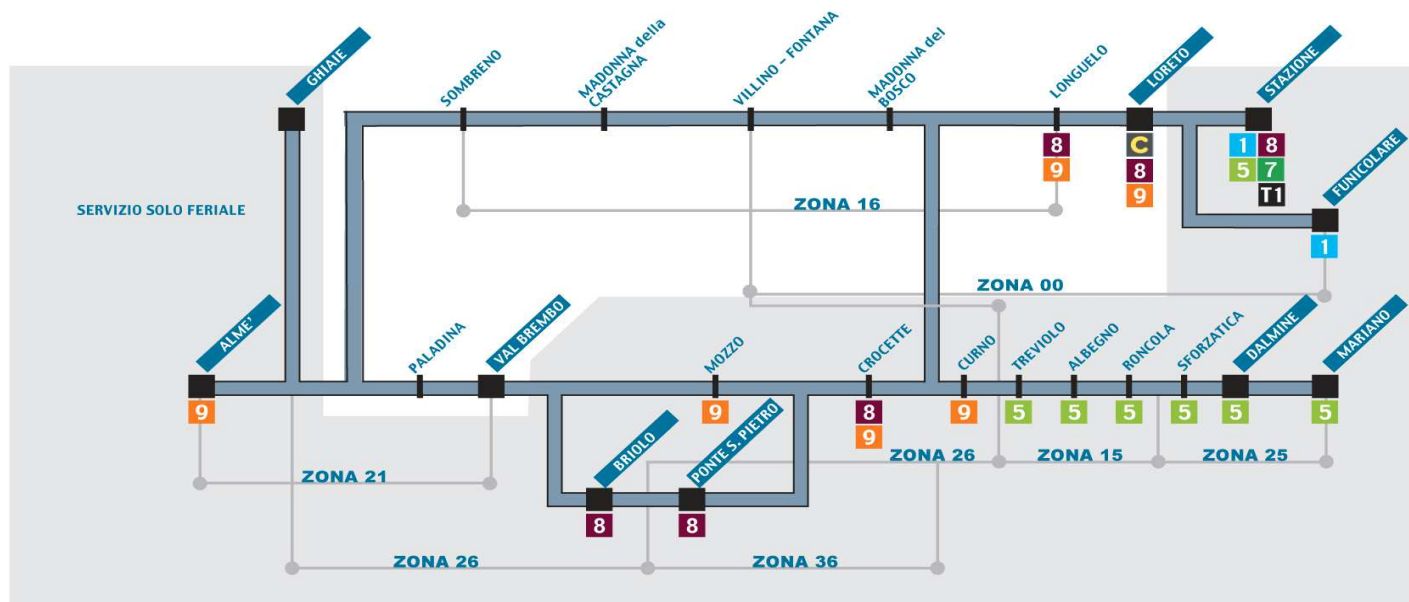 GHIAIE
SOMBRENO
MADONNA della
CASTAGNA
VILLINO – FONTANA
MADONNA del
BOSCO
LONGUELO
LORETO
STAZIONE
FUNICOLARE
8
9
C
8
9
1 8
5 7
T1
1
SERVIZIO SOLO FERIALE
ZONA 16
ZONA 00
ALME'
PALADINA
VAL BREMBO
MOZZO
CROCETTE
CURNO
TREVIOLO
ALBEGNO
RONCOLA
SFORZATICA
DALMINE
MARIANO
9
9
8
9
9
5
5
5
5
5
5
BRIOLO
PONTE S. PIETRO
8
8
ZONA 21
ZONA 26
ZONA 15
ZONA 25
ZONA 26
ZONA 36